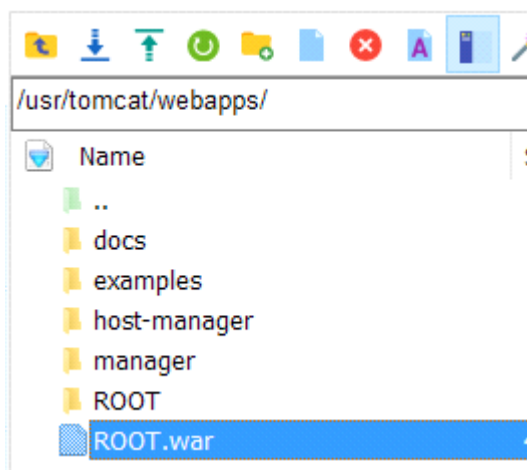 /usr/tomcat/webapps/
Name
..
docs
examples
host-manager
manager
ROOT
ROOT.war